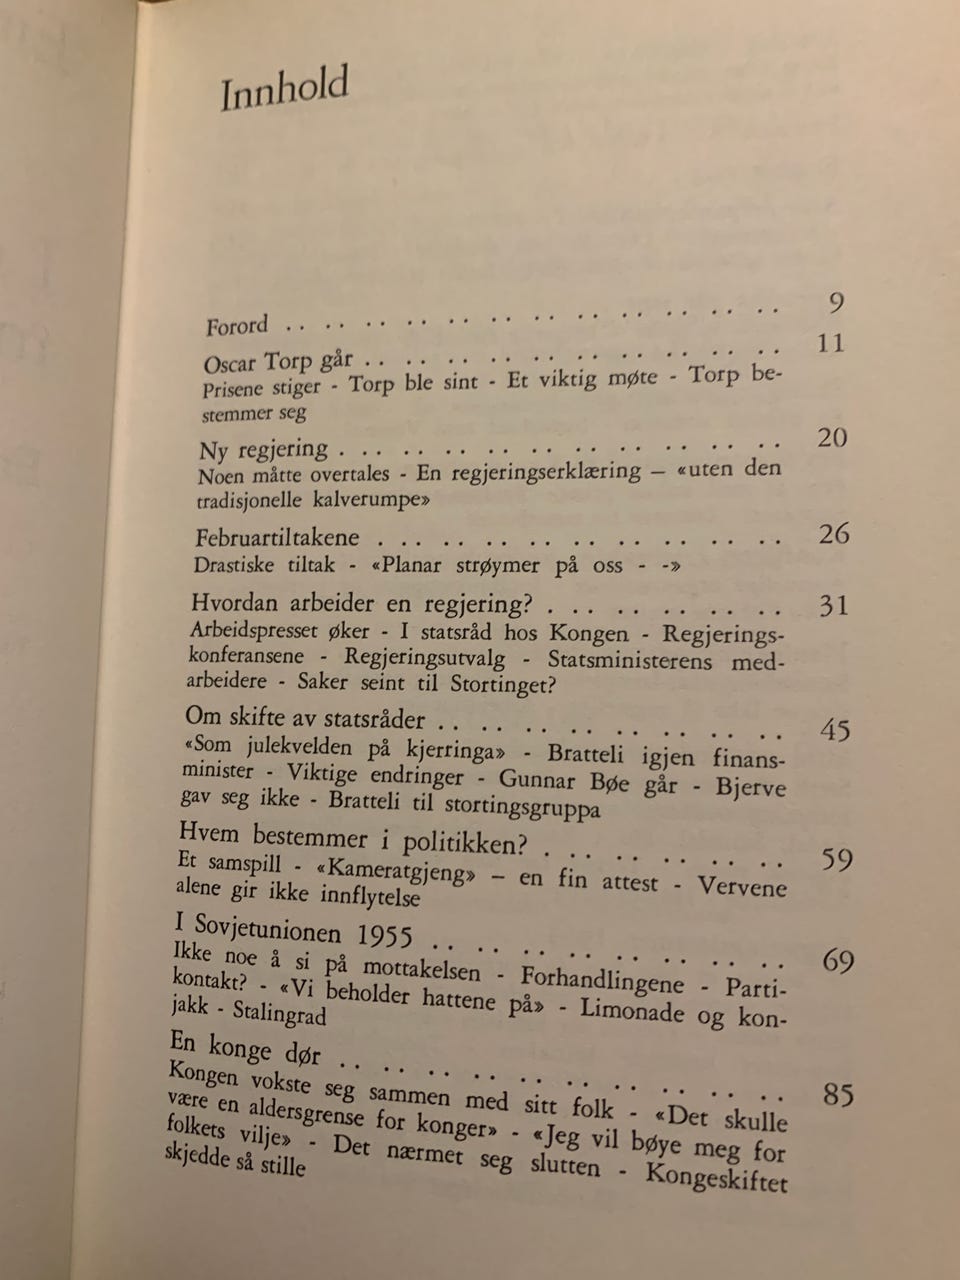 Innhold
Forord . . . . . . . . . . . . . . . . . . . . . . . . 9
Oscar Torp går . . . . . . . . . . . . . . . . . . . . 11
Prisene stiger - Torp ble sint - Et viktig møte - Torp be-
stemmer seg
Ny regjering . . . . . . . . . . . . . . . . . . . . . 20
Noen måtte overtales - En regjeringserklæring – «uten den
tradisjonelle kalverumpe»
Februartiltakene . . . . . . . . . . . . . . . . . . . 26
Drastiske tiltak - «Planar strøymer på oss - -»
Hvordan arbeider en regjering? . . . . . . . . . . . 31
Arbeidspresset øker - I statsråd hos Kongen - Regjerings-
konferansene - Regjeringsutvalg - Statsministerens med-
arbeidere - Saker seint til Stortinget?
Om skifte av statsråder . . . . . . . . . . . . . . . . 45
«Som julekvelden på kjerringa» - Bratteli igjen finans-
minister - Viktige endringer - Gunnar Bøe går - Bjerve
gav seg ikke - Bratteli til stortingsgruppa
Hvem bestemmer i politikken? . . . . . . . . . . . 59
Et samspill - «Kameratgjeng» – en fin attest - Vervene
alene gir ikke innflytelse
I Sovjetunionen 1955 . . . . . . . . . . . . . . . . 69
Ikke noe å si på mottakelsen - Forhandlingene - Parti-
kontakt? - «Vi beholder hattene på» - Limonade og kon-
jakk - Stalingrad
En konge dør . . . . . . . . . . . . . . . . . . . . . 85
Kongen vokste seg sammen med sitt folk - «Det skulle
være en aldersgrense for konger» - «Jeg vil bøye meg for
folkets vilje» - Det nærmet seg slutten - Kongeskiftet
skjedde så stille